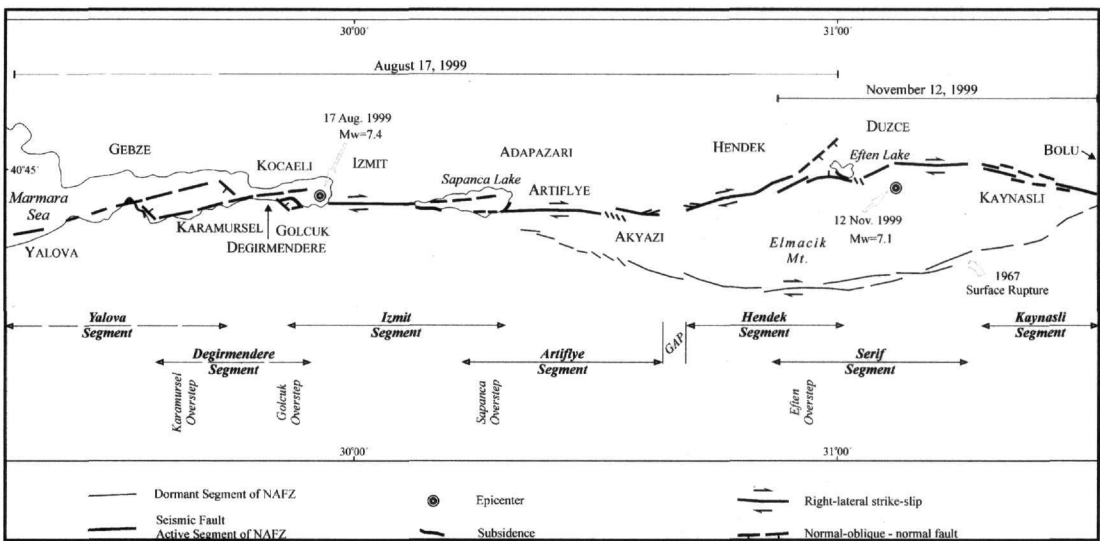 30°00' 31°00'
August 17, 1999
November 12, 1999
17 Aug. 1999
Mw=7.4
DUZCE
GEBZE
HENDEK
Eften Lake
ADAPAZARI
BOLU
KOCAELI
IZMIT
40°45'
Sapanca Lake
ARTIFLYE
Marmara
Sea
KAYNASLI
KARAMURSEL
GOLCUK
12 Nov. 1999
Mw=7.1
DEGIRMENDERE
AKYAZI
YALOVA
Elmacik
Mt.
1967
Surface Rupture
Yalova
Segment
Izmit
Segment
GAP
Hendek
Segment
Kaynasli
Segment
Degirmendere
Segment
Artiflye
Segment
Serif
Segment
Karamursel
Overstep
Golcuk
Overstep
Sapanca
Overstep
Eften
Overstep
30°00' 31°00'
Dormant Segment of NAFZ
Epicenter
Right-lateral strike-slip
Seismic Fault
Active Segment of NAFZ
Subsidence
Normal-oblique - normal fault